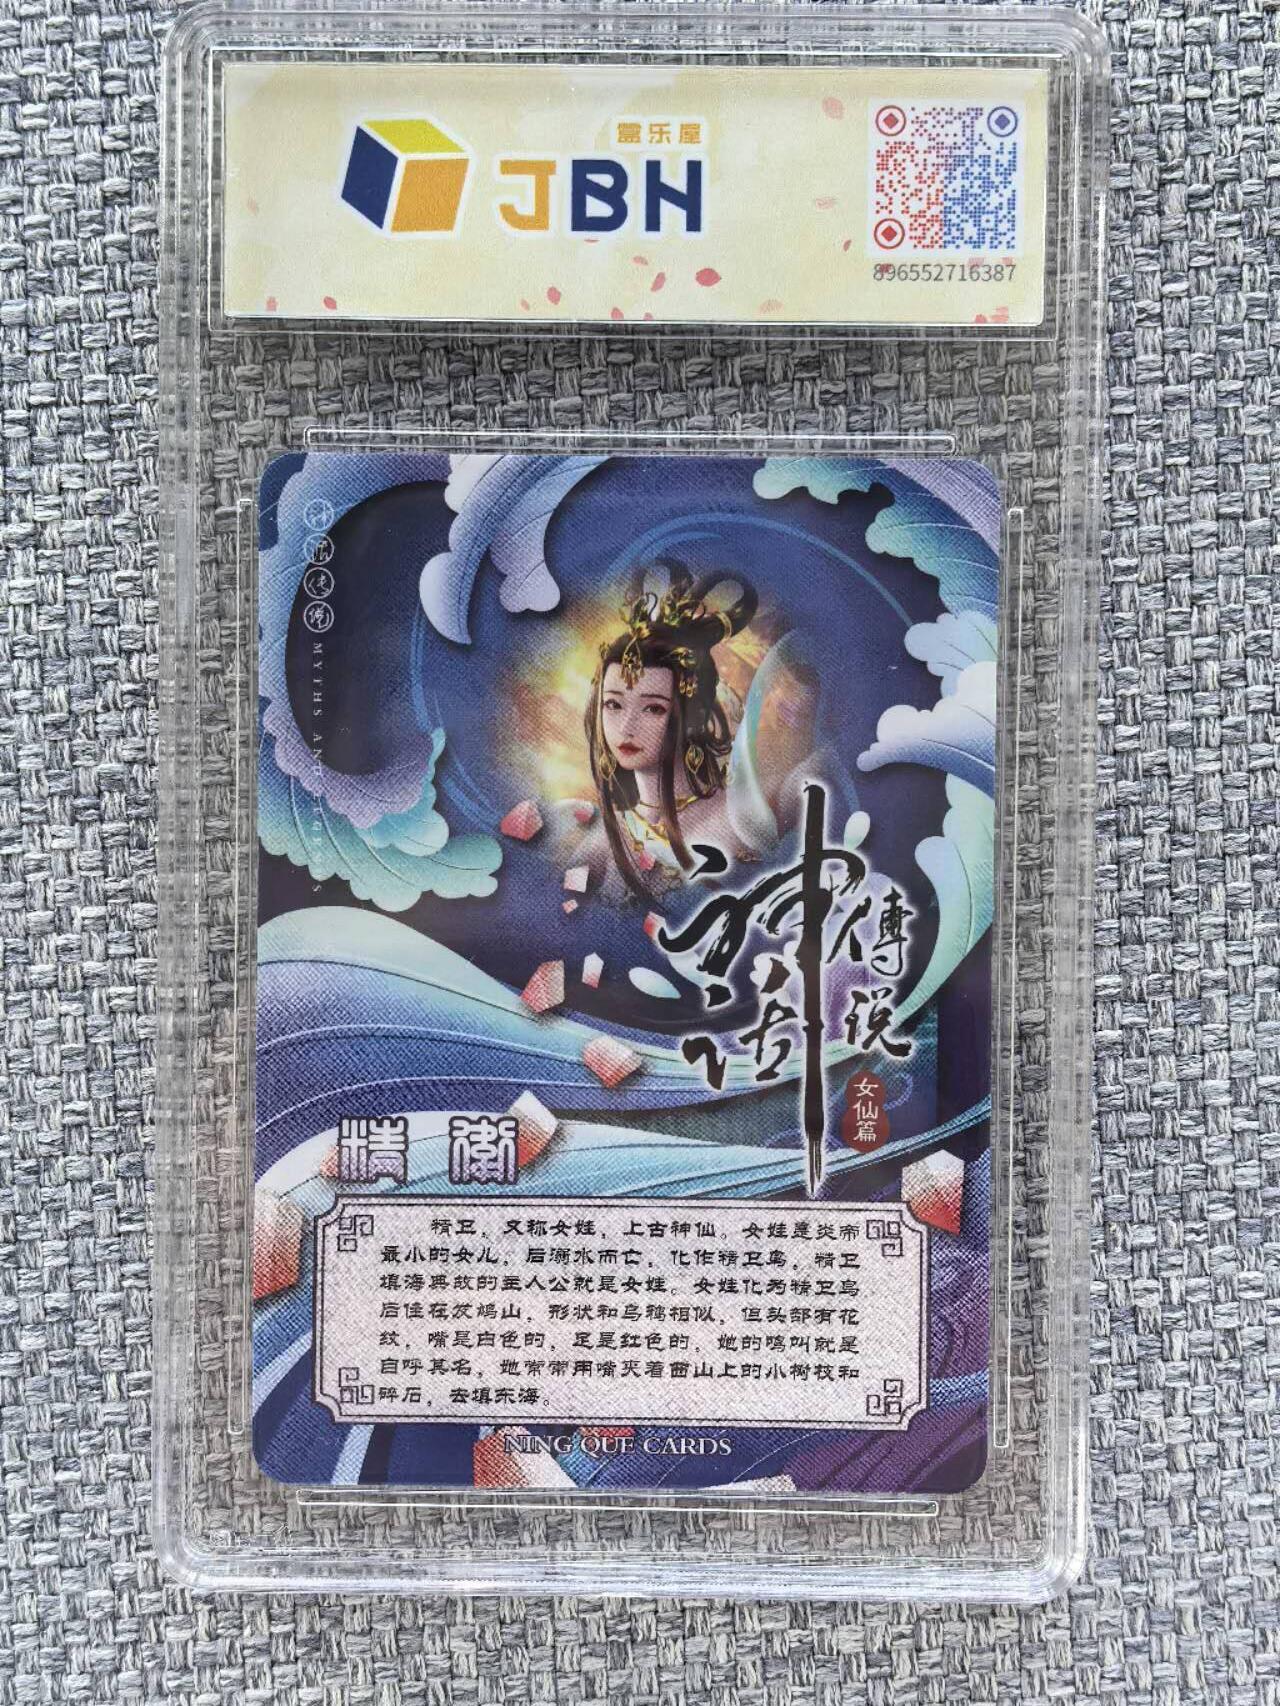 盒乐屋
JBH
896552716387
神话传说
MYTHS AND
神话傳说
女仙篇
精衛
精卫，又称女娃，上古神仙。女娃是炎帝
最小的女儿，后溺水而亡，化作精卫鸟，精卫
填海典故的主人公就是女娃。女娃化为精卫鸟
后住在发鸠山，形状和乌鸦相似，但头部有花
纹，嘴是白色的，足是红色的，她的鸣叫就是
自呼其名，她常常用嘴夹着西山上的小树枝和
碎石，去填东海。
NING QUE CARDS